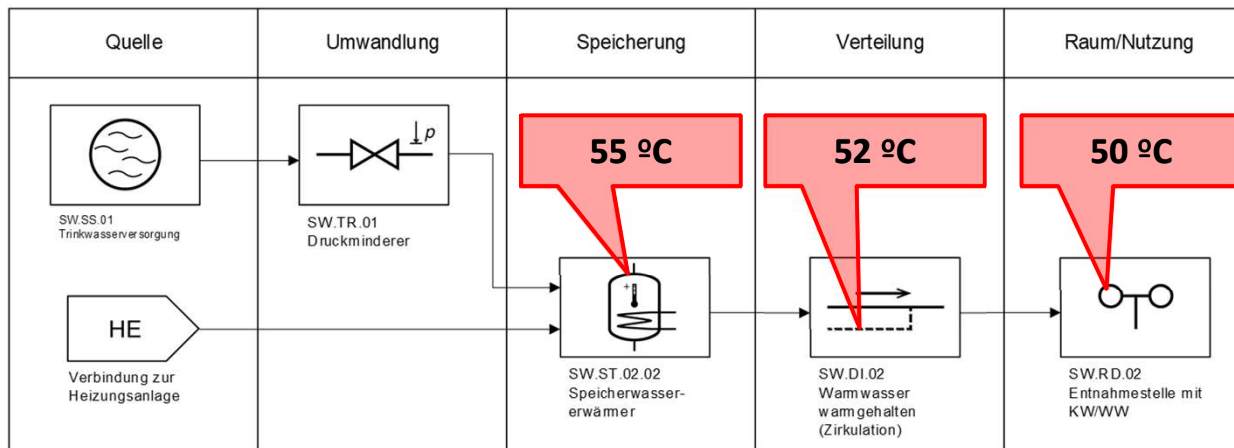 Quelle
Umwandlung
Speicherung
Verteilung
Raum/Nutzung
p
55 ºC
52 ºC
50 ºC
SW.SS.01
Trinkwasserversorgung
SW.TR.01
Druckminderer
HE
+
Verbindung zur
Heizungsanlage
SW.ST.02.02
Speicherwasser-
erwärmer
SW.DI.02
Warmwasser
warmgehalten
(Zirkulation)
SW.RD.02
Entnahmestelle mit
KW/WW